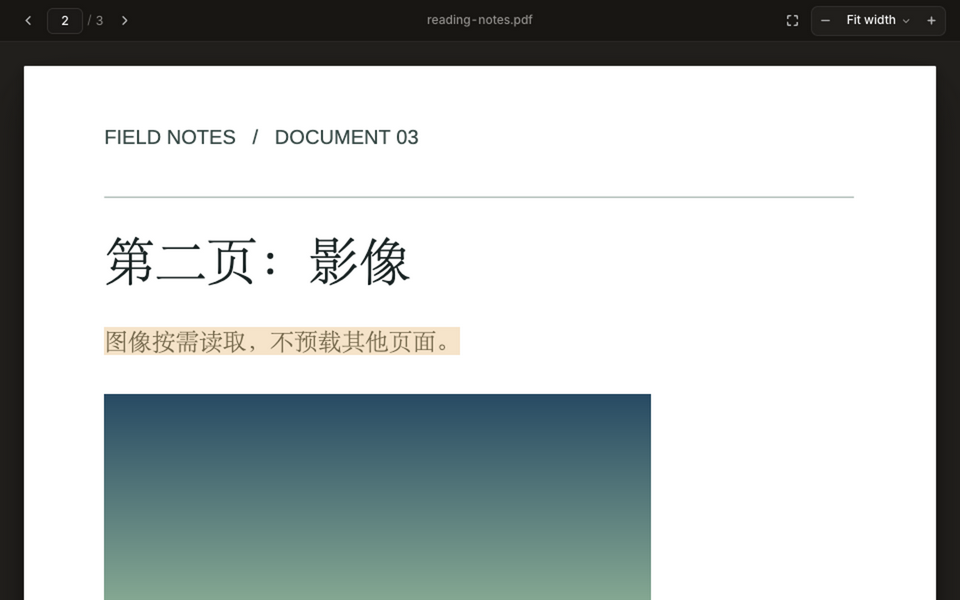 2 / 3
reading-notes.pdf
Fit width
FIELD NOTES / DOCUMENT 03
第二页：影像
图像按需读取，不预载其他页面。